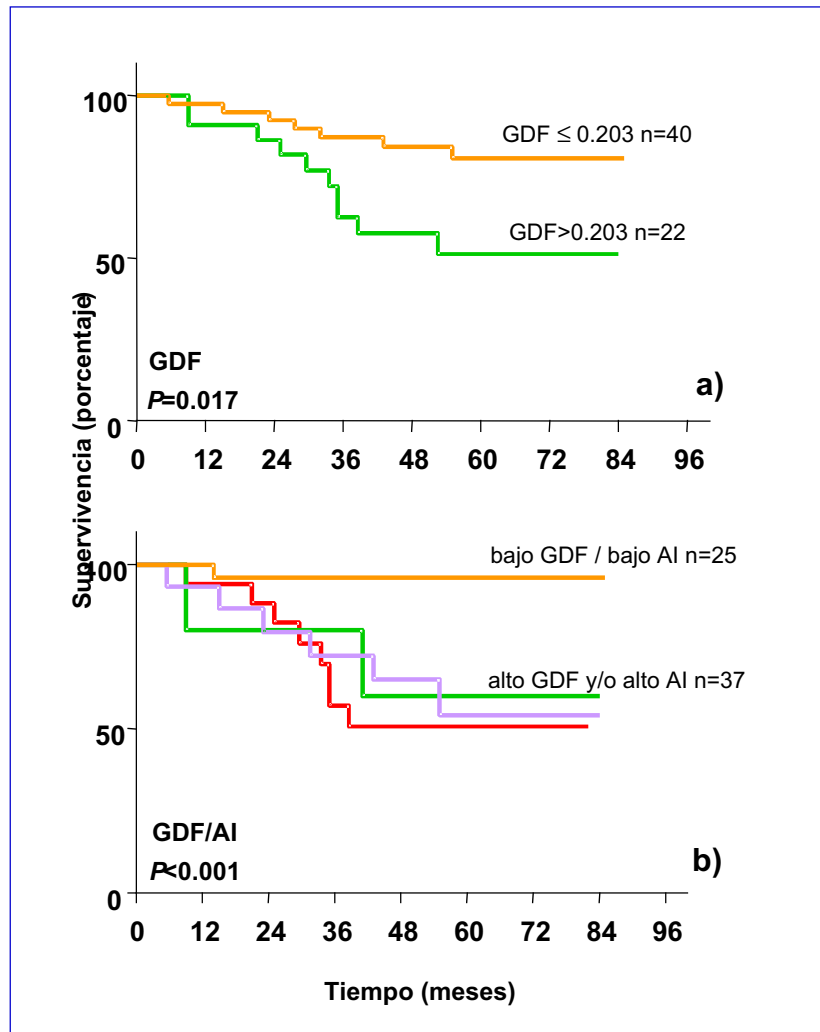 100
GDF ≤ 0.203 n=40
GDF>0.203 n=22
50
GDF
P=0.017
a)
0
0 12 24 36 48 60 72 84 96
Supervivencia (porcentaje)
bajo GDF / bajo AI n=25
100
alto GDF y/o alto AI n=37
50
GDF/AI
P<0.001
b)
0
0 12 24 36 48 60 72 84 96
Tiempo (meses)